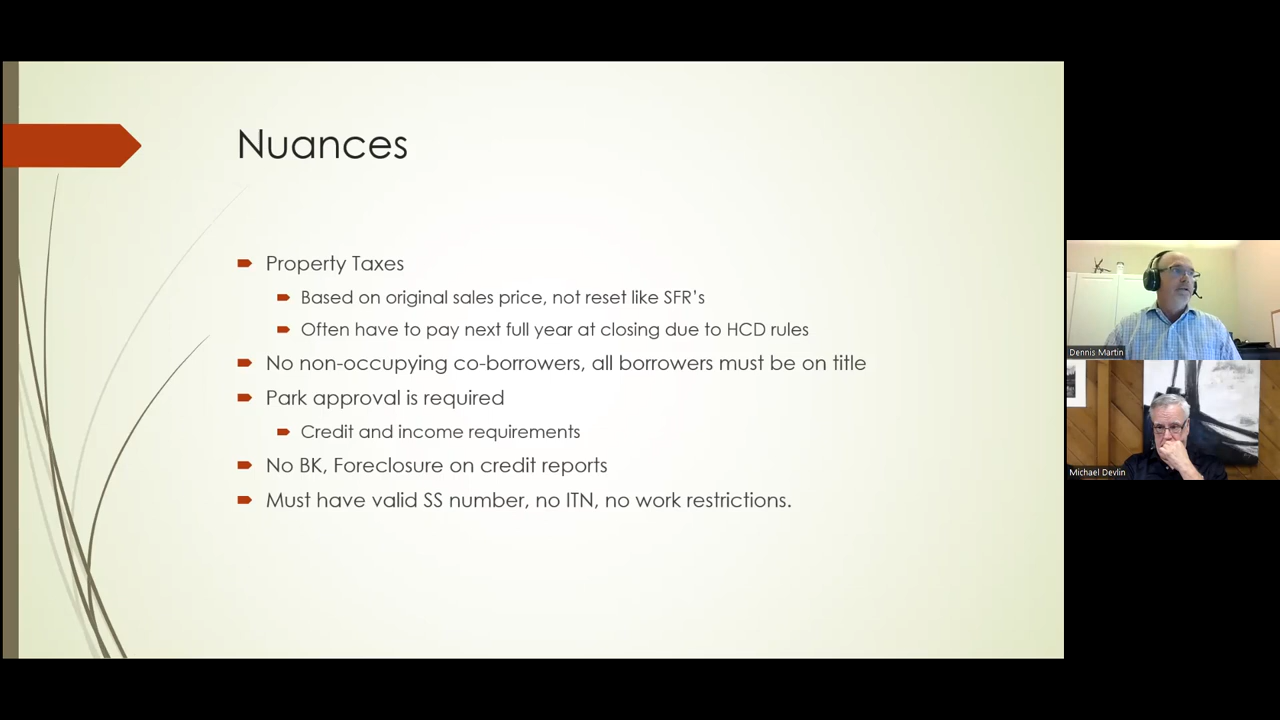 Nuances
Property Taxes
Based on original sales price, not reset like SFR's
Often have to pay next full year at closing due to HCD rules
No non-occupying co-borrowers, all borrowers must be on title
Park approval is required
Credit and income requirements
No BK, Foreclosure on credit reports
Must have valid SS number, no ITN, no work restrictions.
Dennis Martin
Michael Devlin